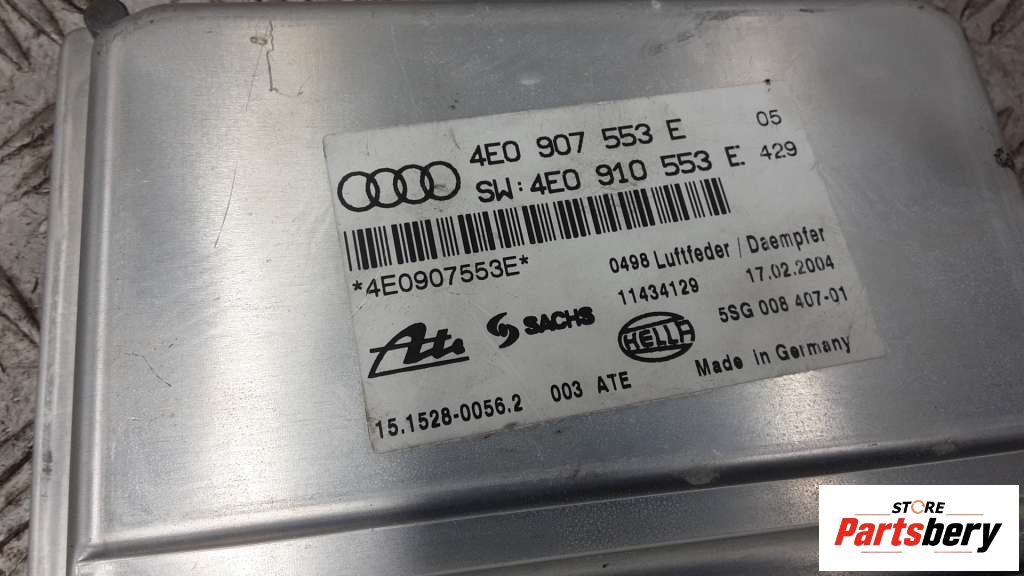 4E0 907 553 E 05
SW:4E0 910 553 E 429
*4E0907553E*
0498 Luftfeder / Daempfer
11434129 17.02.2004
Ate SACHS HELLA 5SG 008 407-01
15.1528-0056.2 003 ATE Made in Germany
STORE
Partsbery